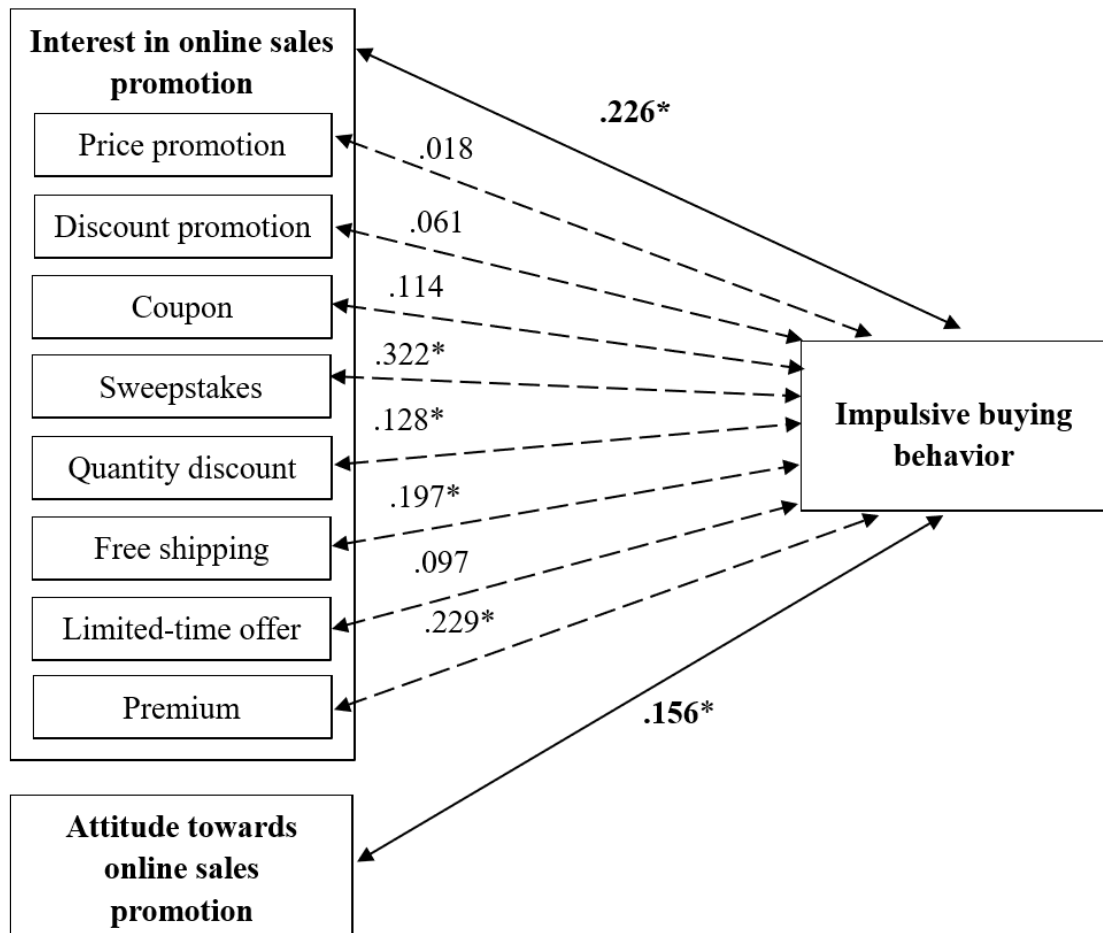 Interest in online sales
promotion
.226*
Price promotion
.018
Discount promotion
.061
Coupon
.114
Sweepstakes
.322*
Quantity discount
.128*
Free shipping
.197*
Limited-time offer
.097
Premium
.229*
Impulsive buying
behavior
.156*
Attitude towards
online sales
promotion